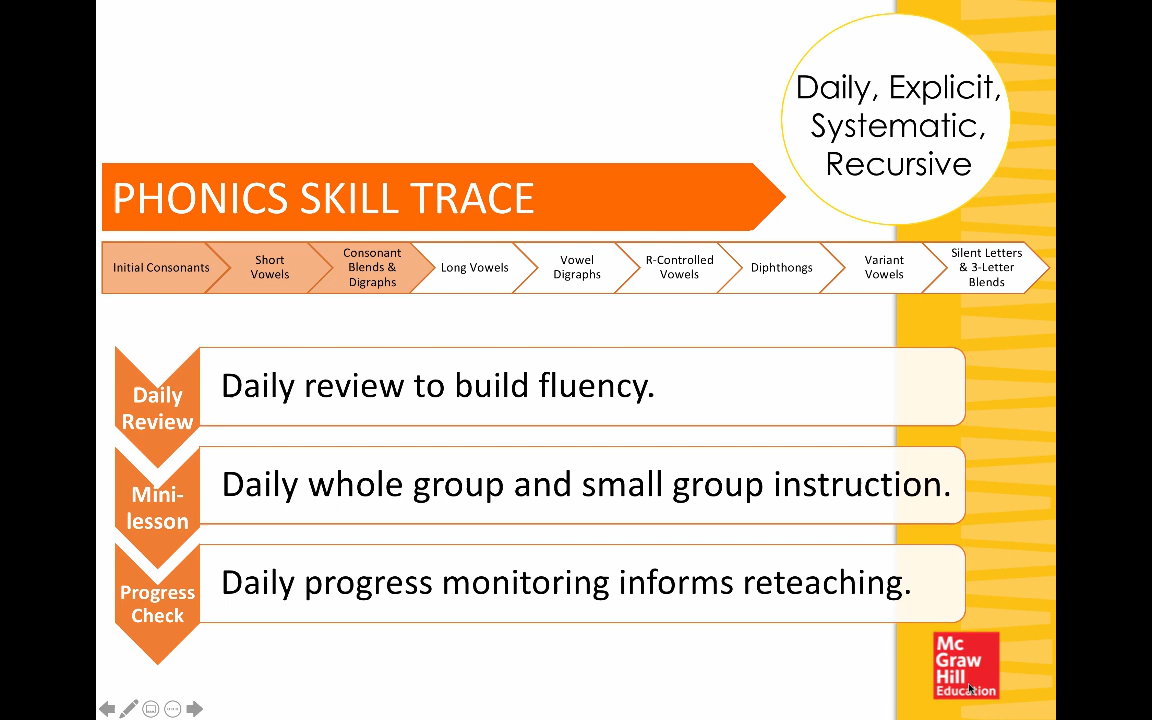 Daily, Explicit,
Systematic,
Recursive
PHONICS SKILL TRACE
Initial Consonants
Short
Vowels
Consonant
Blends &
Digraphs
Long Vowels
Vowel
Digraphs
R-Controlled
Vowels
Diphthongs
Variant
Vowels
Silent Letters
& 3-Letter
Blends
Daily
Review
Daily review to build fluency.
Mini-
lesson
Daily whole group and small group instruction.
Progress
Check
Daily progress monitoring informs reteaching.
Mc
Graw
Hill
Education